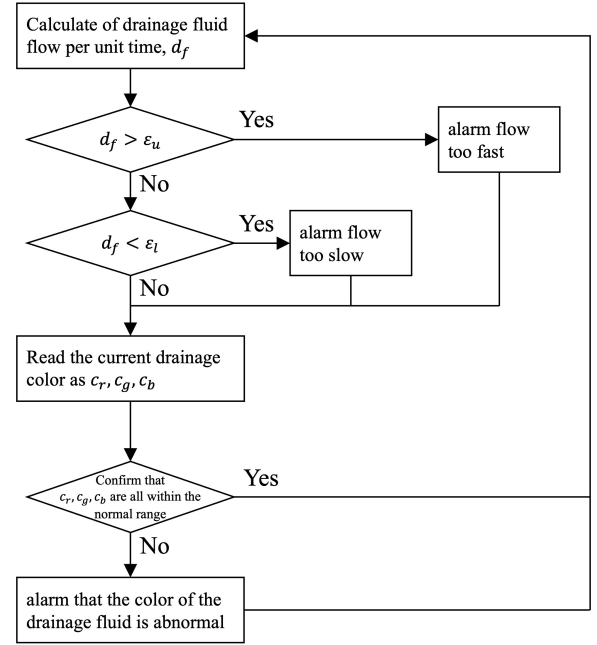 Calculate of drainage fluid
flow per unit time, d_f
d_f > ε_u
Yes
alarm flow
too fast
No
d_f < ε_l
Yes
alarm flow
too slow
No
Read the current drainage
color as c_r, c_g, c_b
Confirm that
c_r, c_g, c_b are all within the
normal range
Yes
No
alarm that the color of the
drainage fluid is abnormal